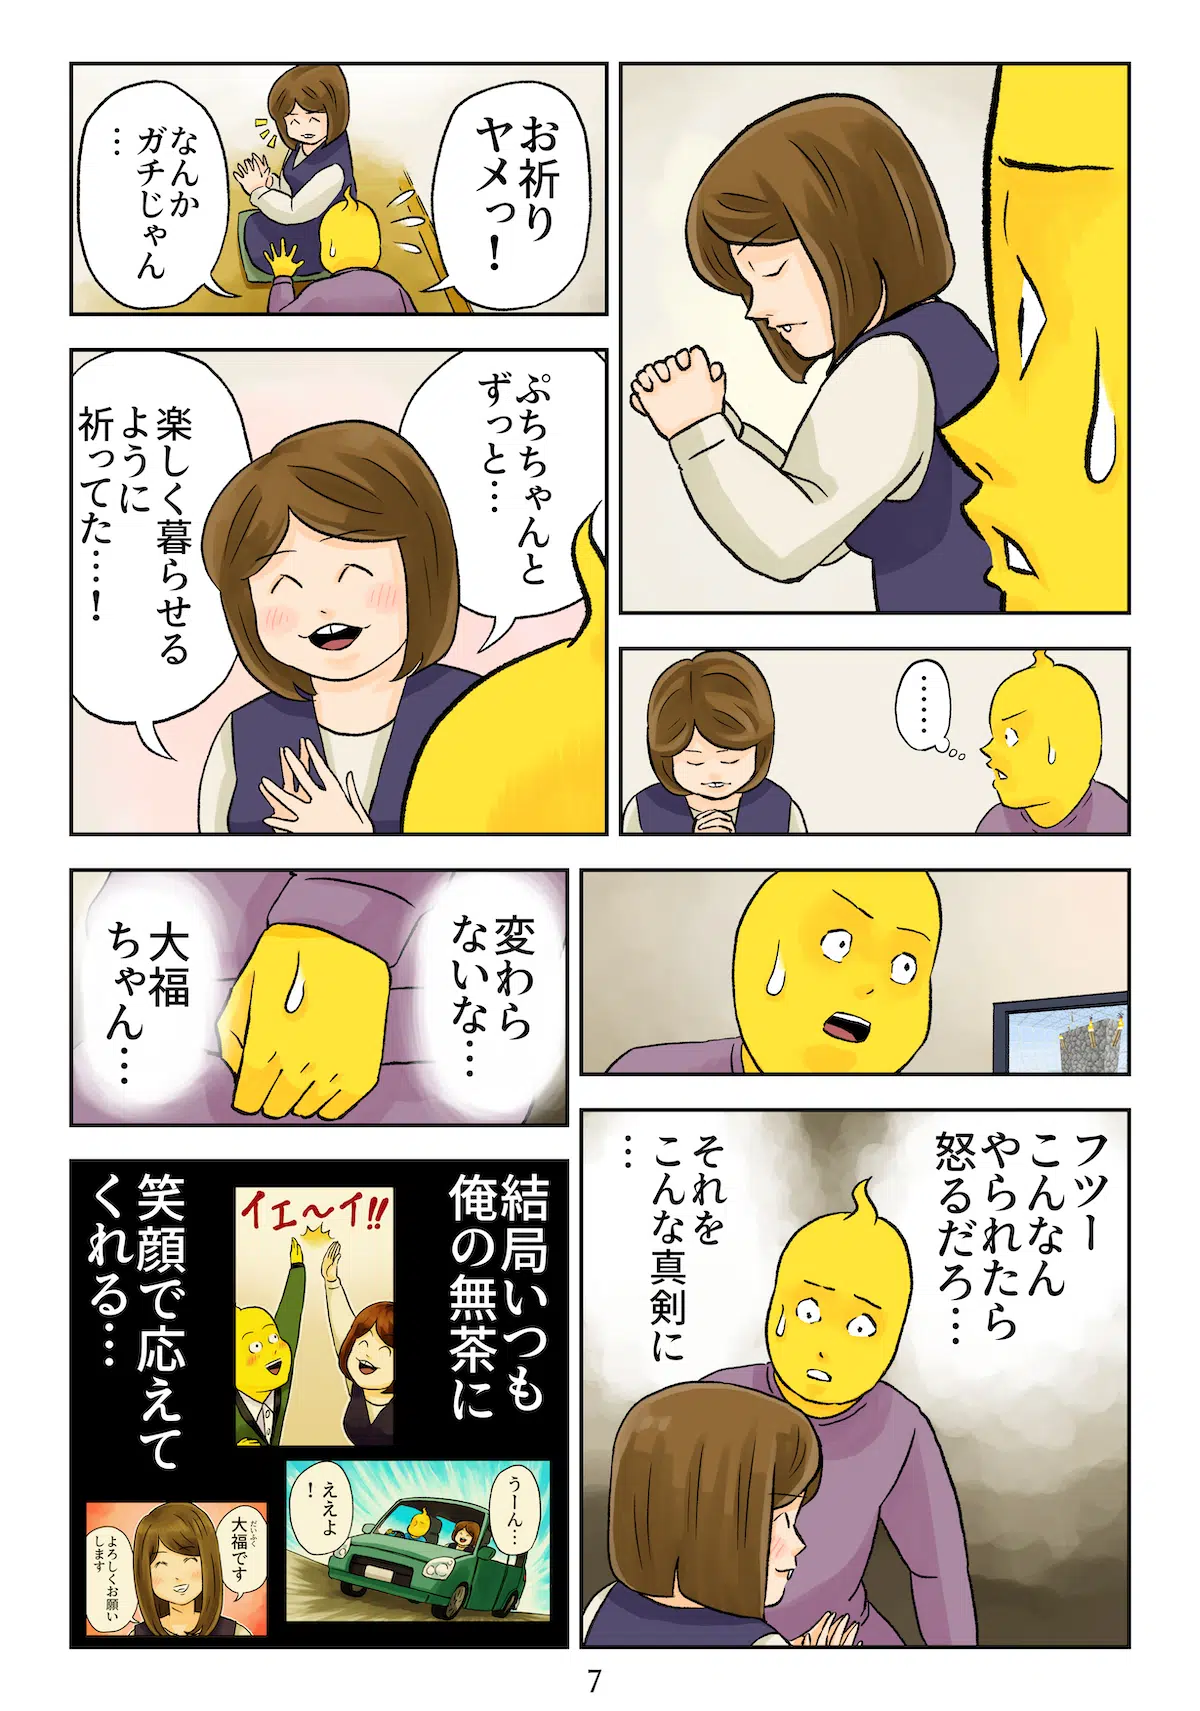 お祈り
ヤメっ！
なんか
ガチじゃん
…
ぷちちゃんと
ずっと…
楽しく暮らせる
ように
祈ってた…！
………
変わら
ないな…
大福
ちゃん…
フツー
こんなん
やられたら
怒るだろ…
それを
こんな真剣に
…
結局いつも
俺の無茶に
イエ〜イ!!
笑顔で応えて
くれる…
うーん…
ええよ
！
だいふく
大福です
よろしくお願い
します
7